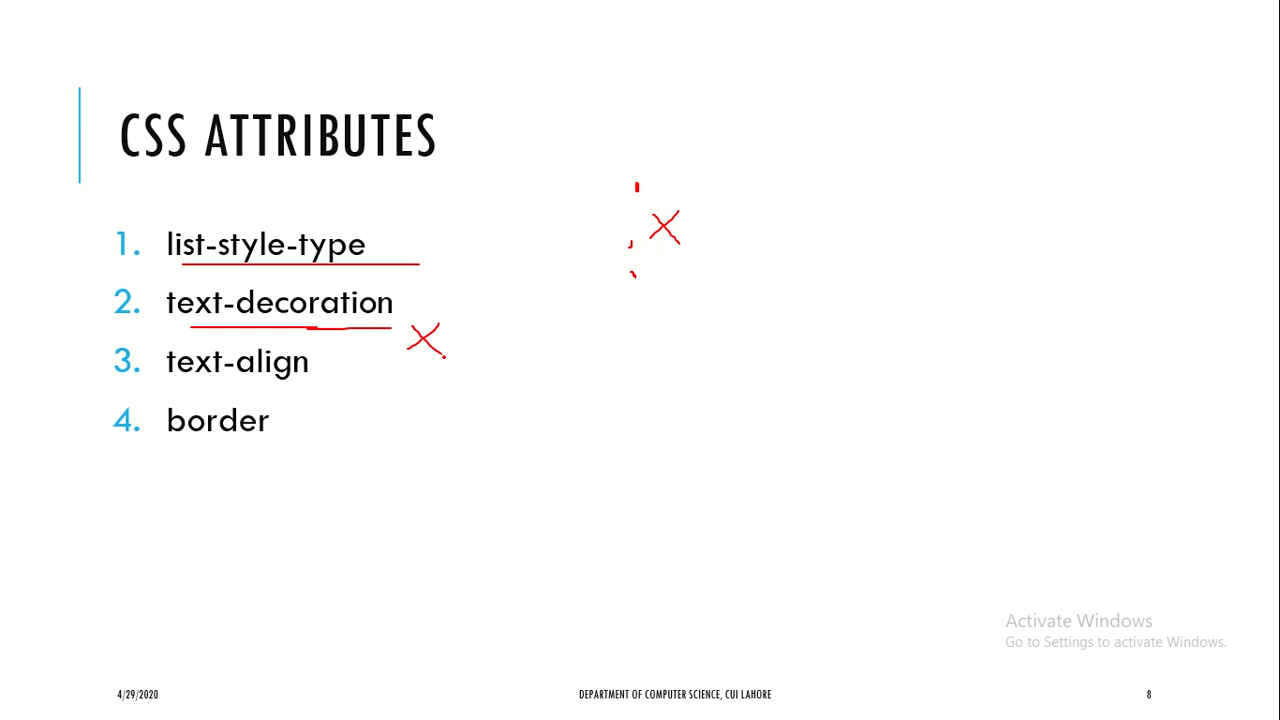 CSS ATTRIBUTES
1. list-style-type
2. text-decoration
3. text-align
4. border
Activate Windows
Go to Settings to activate Windows.
4/29/2020
DEPARTMENT OF COMPUTER SCIENCE, CUI LAHORE
8